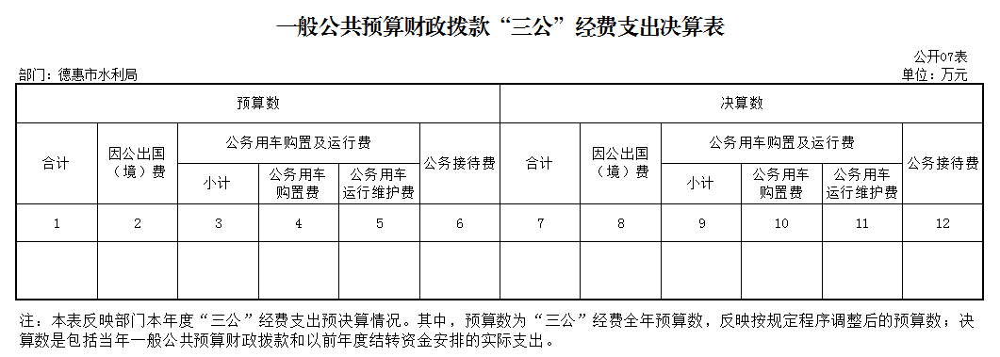 一般公共预算财政拨款“三公”经费支出决算表
公开07表
部门：德惠市水利局
单位：万元
预算数
决算数
合计
因公出国
（境）费
公务用车购置及运行费
公务接待费
合计
因公出国
（境）费
公务用车购置及运行费
公务接待费
小计
公务用车
购置费
公务用车
运行维护费
小计
公务用车
购置费
公务用车
运行维护费
1 2 3 4 5 6 7 8 9 10 11 12
注：本表反映部门本年度“三公”经费支出预决算情况。其中，预算数为“三公”经费全年预算数，反映按规定程序调整后的预算数；决
算数是包括当年一般公共预算财政拨款和以前年度结转资金安排的实际支出。